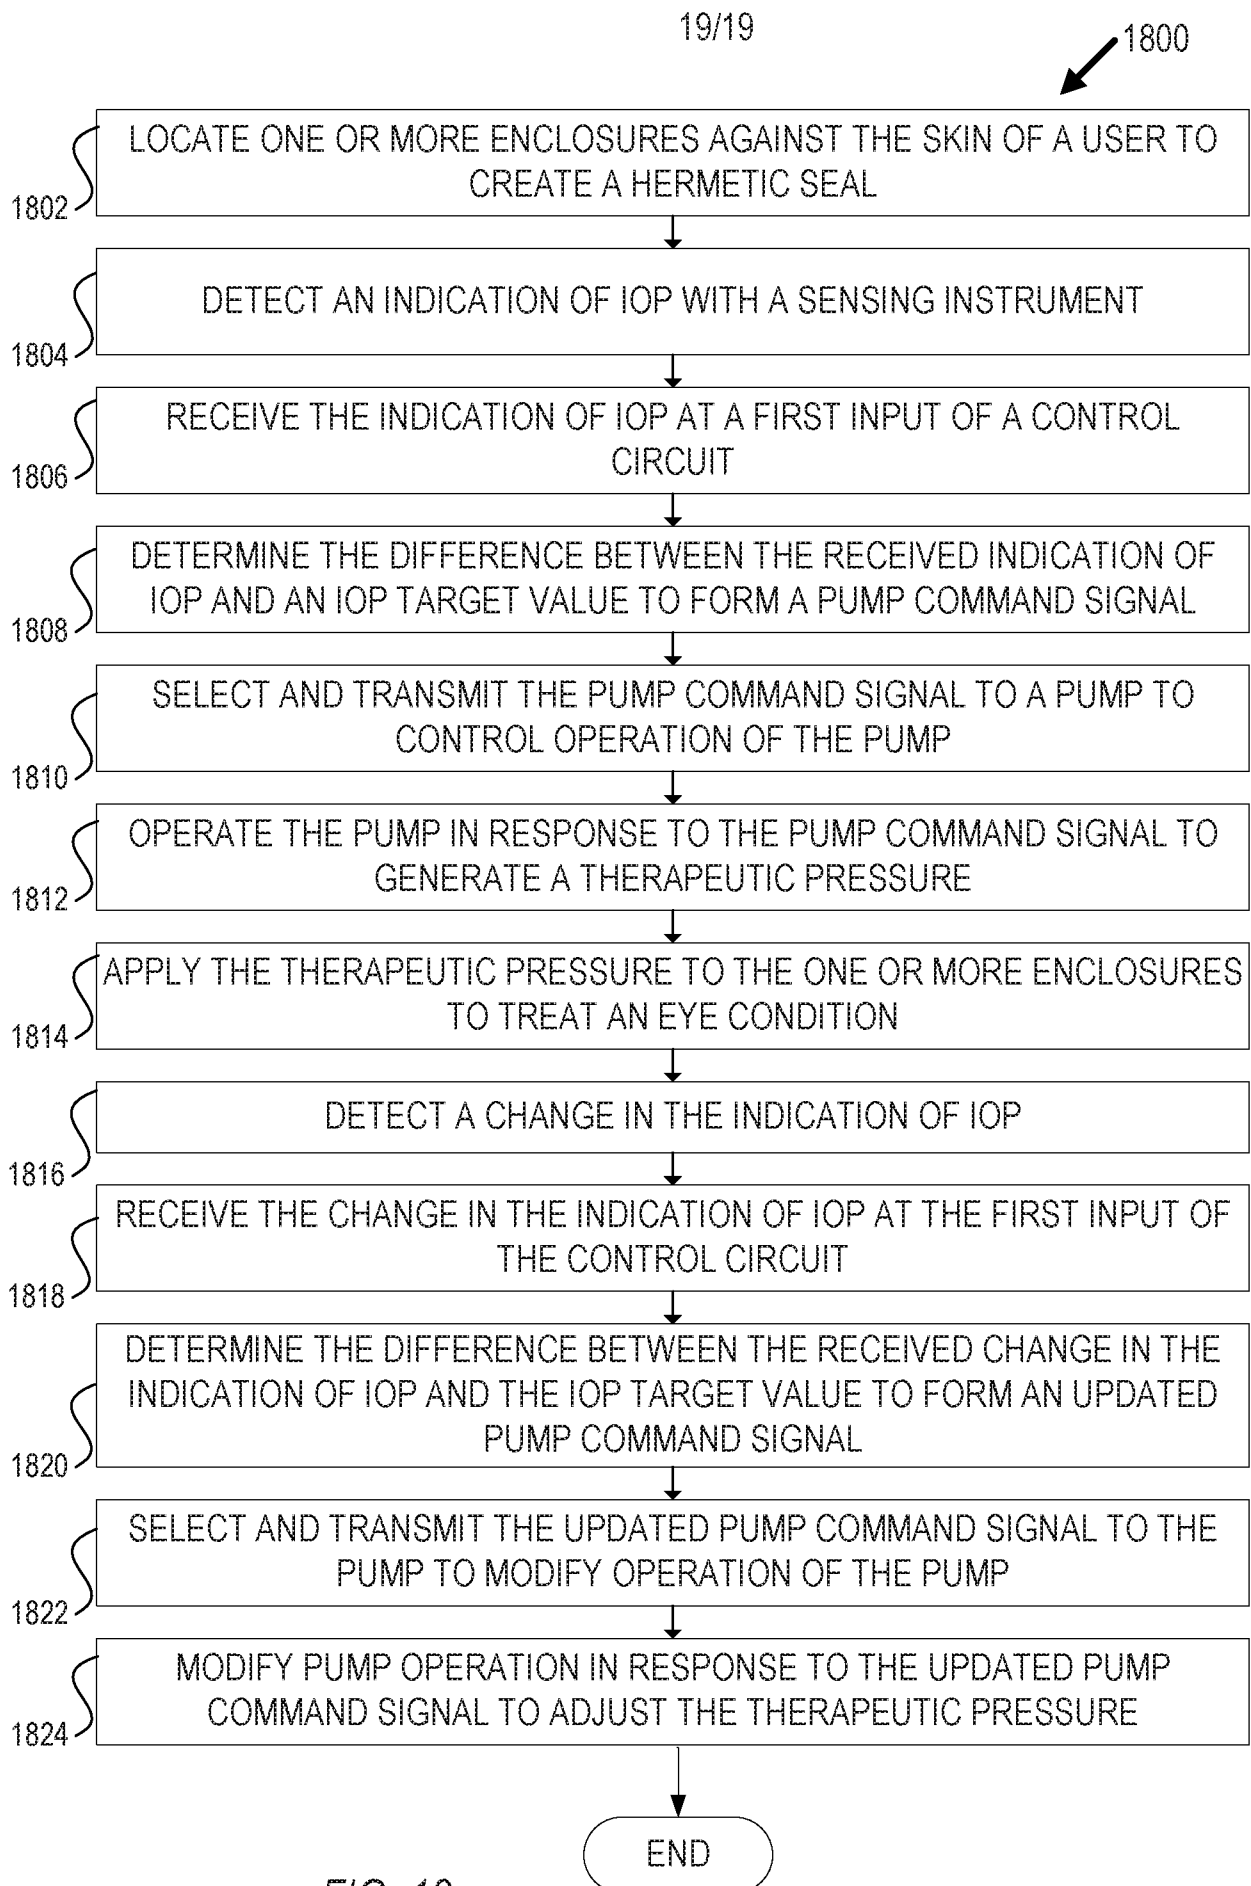 19/19
1800
LOCATE ONE OR MORE ENCLOSURES AGAINST THE SKIN OF A USER TO
CREATE A HERMETIC SEAL
1802
DETECT AN INDICATION OF IOP WITH A SENSING INSTRUMENT
1804
RECEIVE THE INDICATION OF IOP AT A FIRST INPUT OF A CONTROL
CIRCUIT
1806
DETERMINE THE DIFFERENCE BETWEEN THE RECEIVED INDICATION OF
IOP AND AN IOP TARGET VALUE TO FORM A PUMP COMMAND SIGNAL
1808
SELECT AND TRANSMIT THE PUMP COMMAND SIGNAL TO A PUMP TO
CONTROL OPERATION OF THE PUMP
1810
OPERATE THE PUMP IN RESPONSE TO THE PUMP COMMAND SIGNAL TO
GENERATE A THERAPEUTIC PRESSURE
1812
APPLY THE THERAPEUTIC PRESSURE TO THE ONE OR MORE ENCLOSURES
TO TREAT AN EYE CONDITION
1814
DETECT A CHANGE IN THE INDICATION OF IOP
1816
RECEIVE THE CHANGE IN THE INDICATION OF IOP AT THE FIRST INPUT OF
THE CONTROL CIRCUIT
1818
DETERMINE THE DIFFERENCE BETWEEN THE RECEIVED CHANGE IN THE
INDICATION OF IOP AND THE IOP TARGET VALUE TO FORM AN UPDATED
PUMP COMMAND SIGNAL
1820
SELECT AND TRANSMIT THE UPDATED PUMP COMMAND SIGNAL TO THE
PUMP TO MODIFY OPERATION OF THE PUMP
1822
MODIFY PUMP OPERATION IN RESPONSE TO THE UPDATED PUMP
COMMAND SIGNAL TO ADJUST THE THERAPEUTIC PRESSURE
1824
END